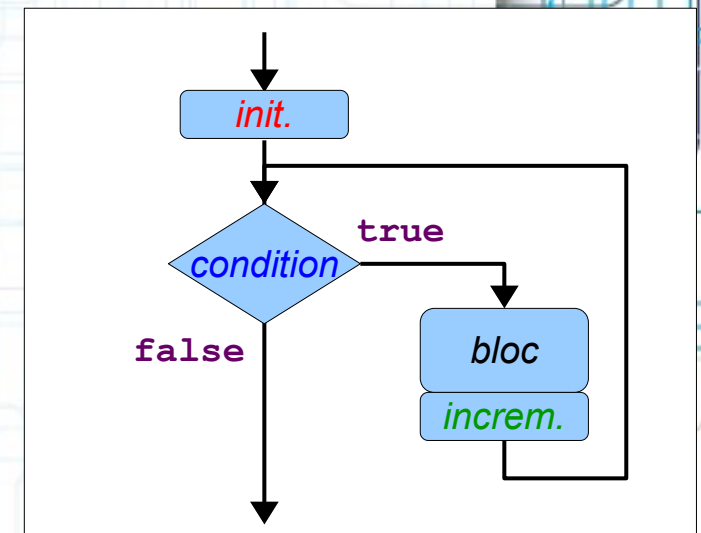 init.
true
condition
false
bloc
increm.